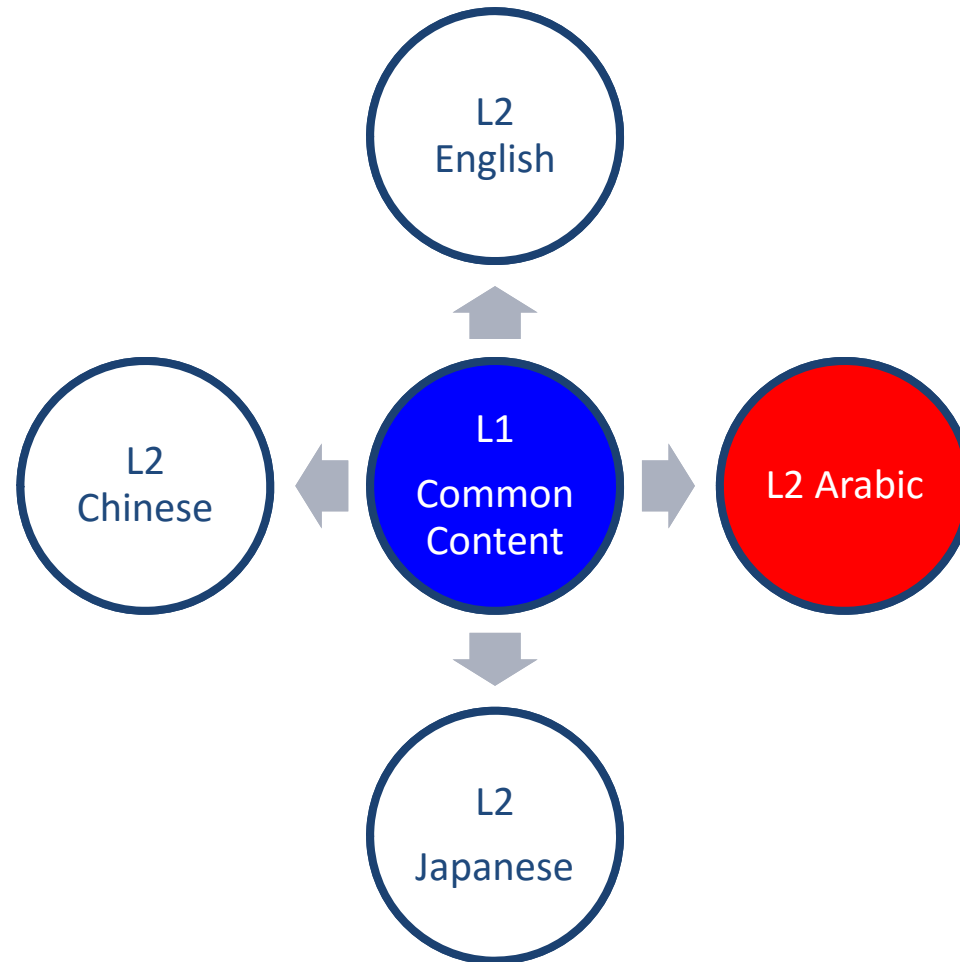 L2
English
L2
Chinese
L1
Common
Content
L2 Arabic
L2
Japanese